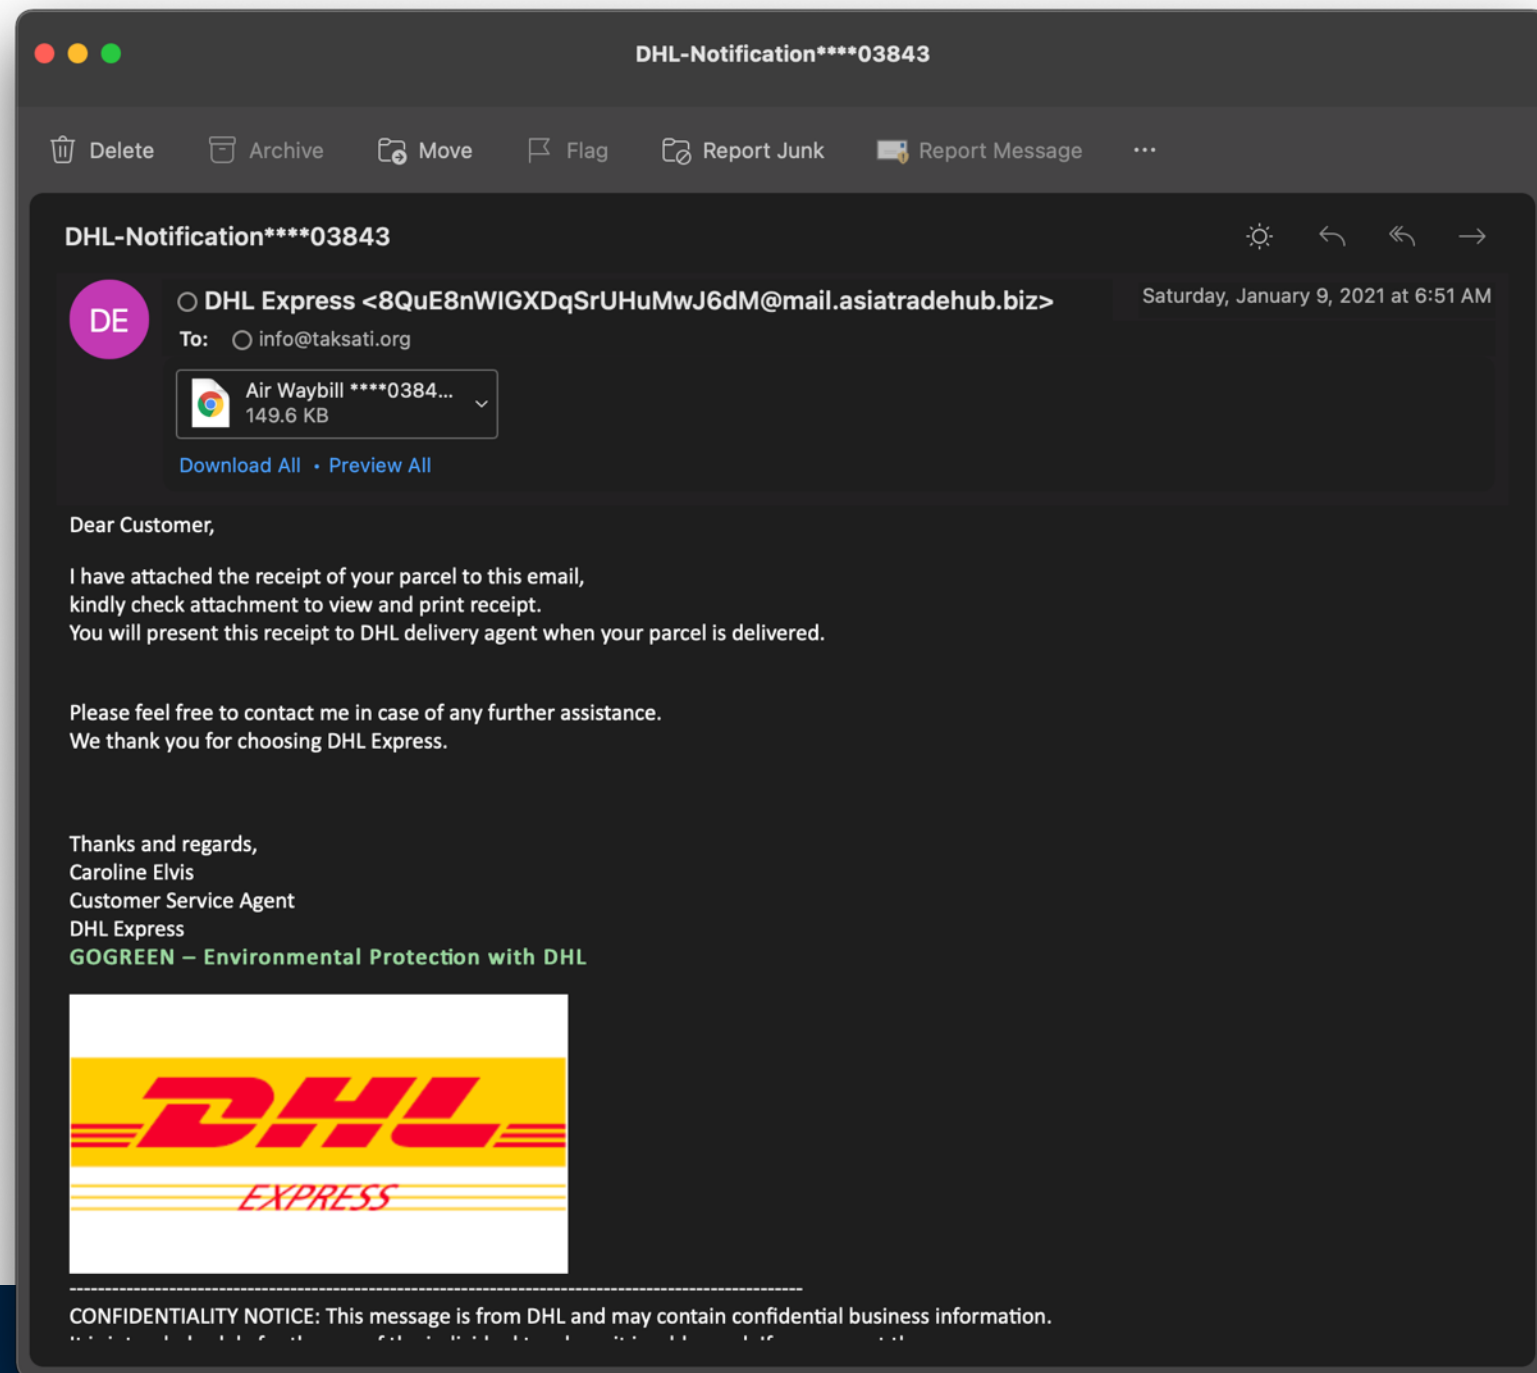 DHL-Notification****03843
Delete Archive Move Flag Report Junk Report Message ...
DHL-Notification****03843
DE
DHL Express <8QuE8nWIGXDqSrUHuMwJ6dM@mail.asiatradehub.biz>
Saturday, January 9, 2021 at 6:51 AM
To: info@taksati.org
Air Waybill ****0384...
149.6 KB
Download All • Preview All
Dear Customer,
I have attached the receipt of your parcel to this email,
kindly check attachment to view and print receipt.
You will present this receipt to DHL delivery agent when your parcel is delivered.
Please feel free to contact me in case of any further assistance.
We thank you for choosing DHL Express.
Thanks and regards,
Caroline Elvis
Customer Service Agent
DHL Express
GOGREEN – Environmental Protection with DHL
DHL
EXPRESS
CONFIDENTIALITY NOTICE: This message is from DHL and may contain confidential business information.